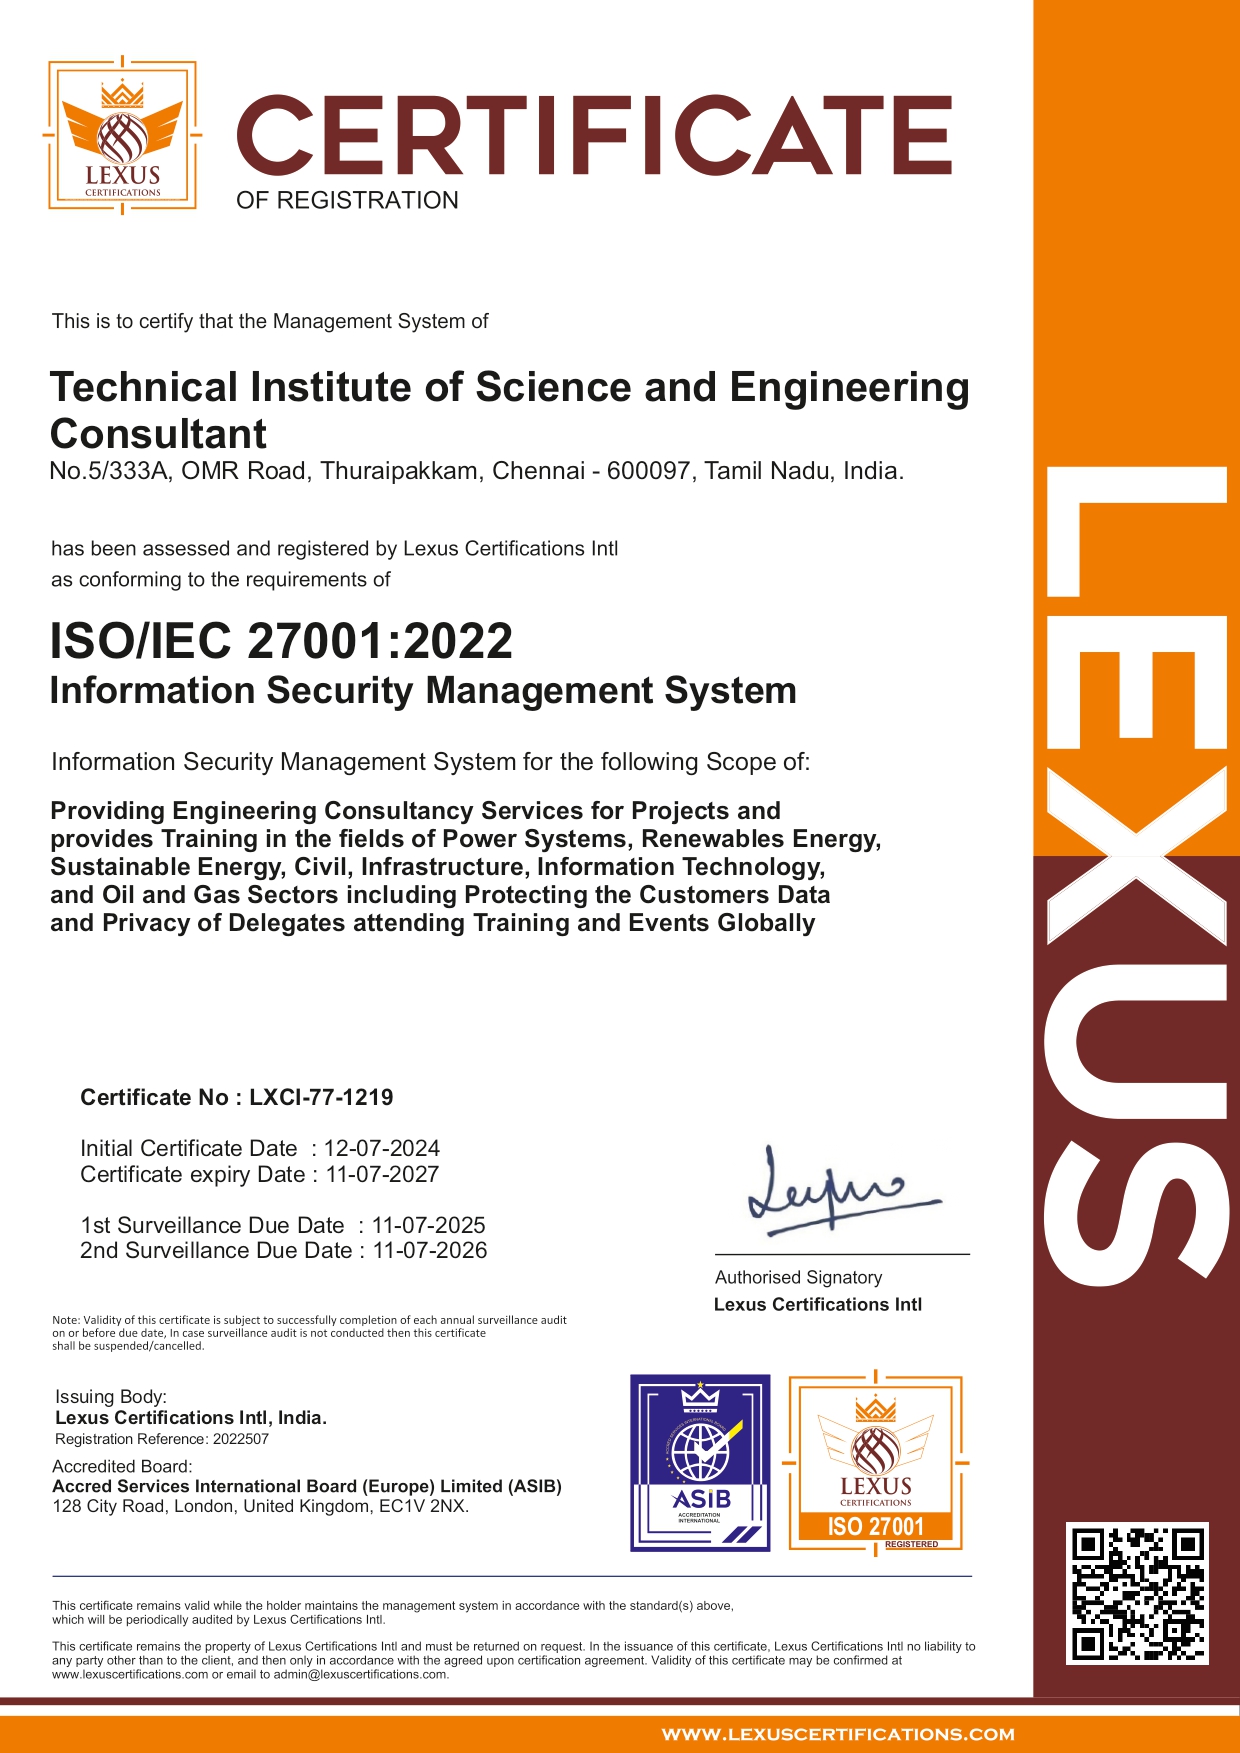 LEXUS
CERTIFICATIONS
CERTIFICATE
OF REGISTRATION
This is to certify that the Management System of
Technical Institute of Science and Engineering
Consultant
No.5/333A, OMR Road, Thuraipakkam, Chennai - 600097, Tamil Nadu, India.
has been assessed and registered by Lexus Certifications Intl
as conforming to the requirements of
ISO/IEC 27001:2022
Information Security Management System
Information Security Management System for the following Scope of:
Providing Engineering Consultancy Services for Projects and
provides Training in the fields of Power Systems, Renewables Energy,
Sustainable Energy, Civil, Infrastructure, Information Technology,
and Oil and Gas Sectors including Protecting the Customers Data
and Privacy of Delegates attending Training and Events Globally
Certificate No : LXCI-77-1219
Initial Certificate Date : 12-07-2024
Certificate expiry Date : 11-07-2027
1st Surveillance Due Date : 11-07-2025
2nd Surveillance Due Date : 11-07-2026
Authorised Signatory
Lexus Certifications Intl
Note: Validity of this certificate is subject to successfully completion of each annual surveillance audit
on or before due date, In case surveillance audit is not conducted then this certificate
shall be suspended/cancelled.
Issuing Body:
Lexus Certifications Intl, India.
Registration Reference: 2022507
Accredited Board:
Accred Services International Board (Europe) Limited (ASIB)
128 City Road, London, United Kingdom, EC1V 2NX.
ASiB
ACCREDITATION
INTERNATIONAL
LEXUS
CERTIFICATIONS
ISO 27001
REGISTERED
This certificate remains valid while the holder maintains the management system in accordance with the standard(s) above,
which will be periodically audited by Lexus Certifications Intl.
This certificate remains the property of Lexus Certifications Intl and must be returned on request. In the issuance of this certificate, Lexus Certifications Intl no liability to
any party other than to the client, and then only in accordance with the agreed upon certification agreement. Validity of this certificate may be confirmed at
www.lexuscertifications.com or email to admin@lexuscertifications.com.
LEXUS
WWW.LEXUSCERTIFICATIONS.COM